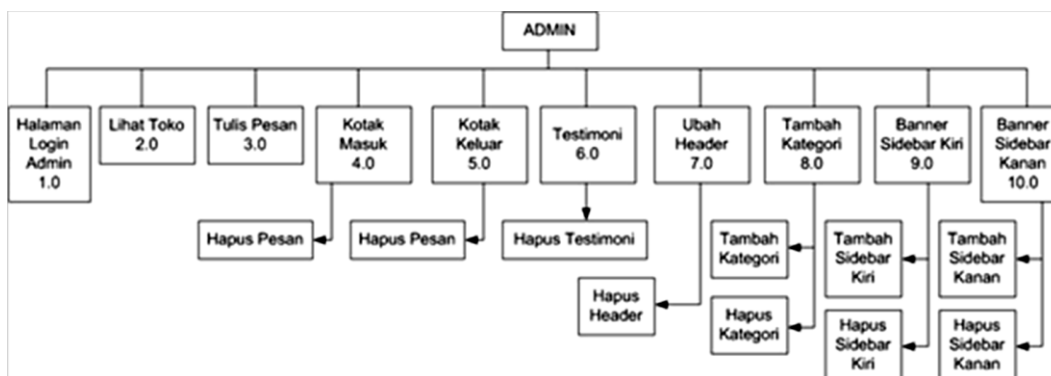 ADMIN
Halaman
Login
Admin
1.0
Lihat Toko
2.0
Tulis Pesan
3.0
Kotak
Masuk
4.0
Kotak
Keluar
5.0
Testimoni
6.0
Ubah
Header
7.0
Tambah
Kategori
8.0
Banner
Sidebar Kiri
9.0
Banner
Sidebar
Kanan
10.0
Hapus Pesan
Hapus Pesan
Hapus Testimoni
Hapus
Header
Tambah
Kategori
Hapus
Kategori
Tambah
Sidebar
Kiri
Hapus
Sidebar
Kiri
Tambah
Sidebar
Kanan
Hapus
Sidebar
Kanan